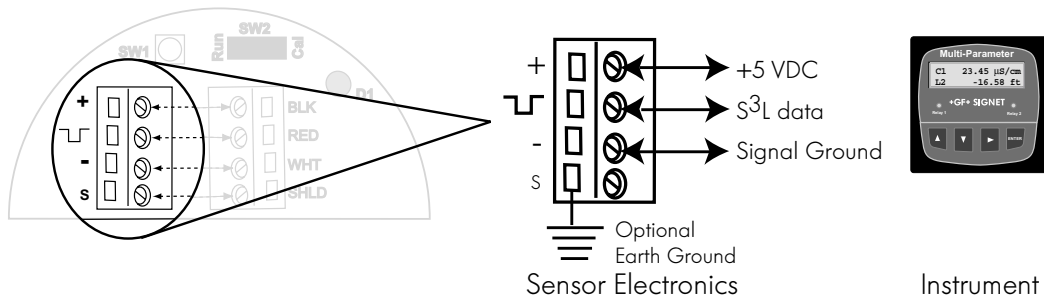 SW2
SW1
Run
Cal
D1
+
BLK
RED
-
WHT
S
SHLD
+
+5 VDC
S³L data
-
Signal Ground
S
Optional
Earth Ground
Sensor Electronics
Multi-Parameter
C1 23.45 µS/cm
L2 -16.58 ft
+GF+ SIGNET
Relay 1
Relay 2
ENTER
Instrument